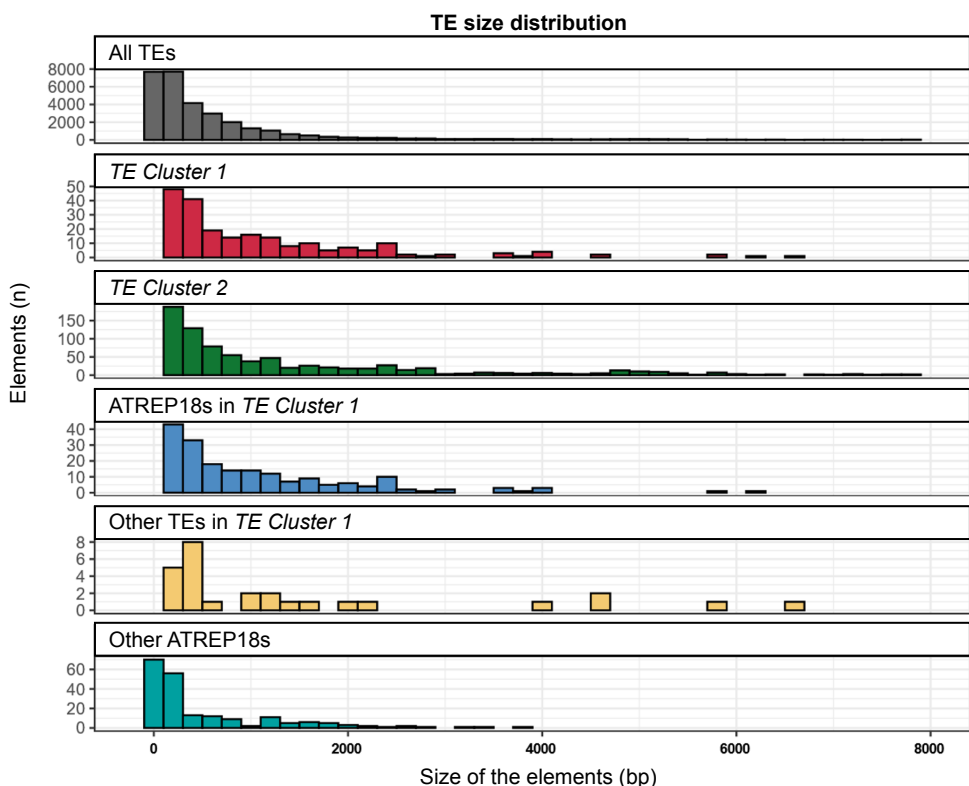 TE size distribution
All TEs
8000
6000
4000
2000
0
TE Cluster 1
50
40
30
20
10
0
TE Cluster 2
150
100
50
0
ATREP18s in TE Cluster 1
40
30
20
10
0
Other TEs in TE Cluster 1
8
6
4
2
0
Other ATREP18s
60
40
20
0
0 2000 4000 6000 8000
Size of the elements (bp)
Elements (n)